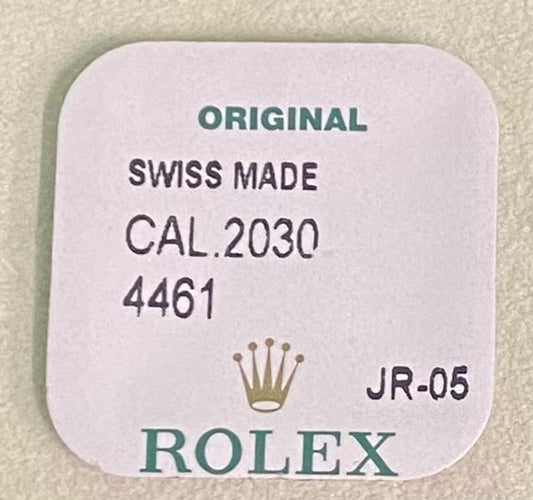 ORIGINAL
SWISS MADE
CAL.2030
4461
JR-05
ROLEX